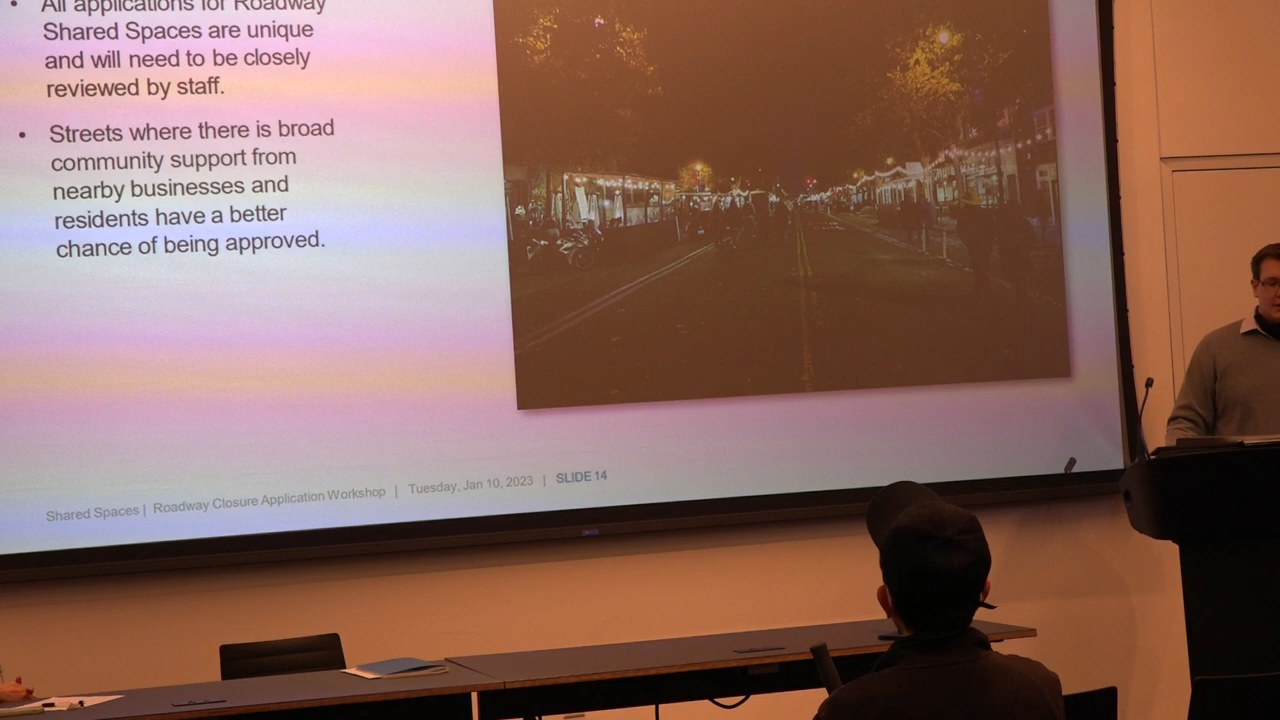 • All applications for Roadway
Shared Spaces are unique
and will need to be closely
reviewed by staff.
• Streets where there is broad
community support from
nearby businesses and
residents have a better
chance of being approved.
Shared Spaces | Roadway Closure Application Workshop | Tuesday, Jan 10, 2023 | SLIDE 14